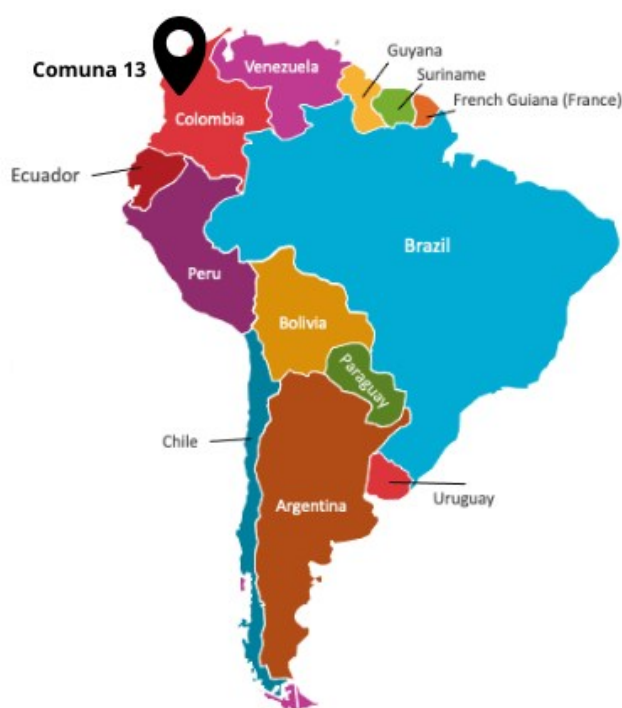 Guyana
Comuna 13
Venezuela
Suriname
French Guiana (France)
Colombia
Ecuador
Brazil
Peru
Bolivia
Paraguay
Chile
Argentina
Uruguay